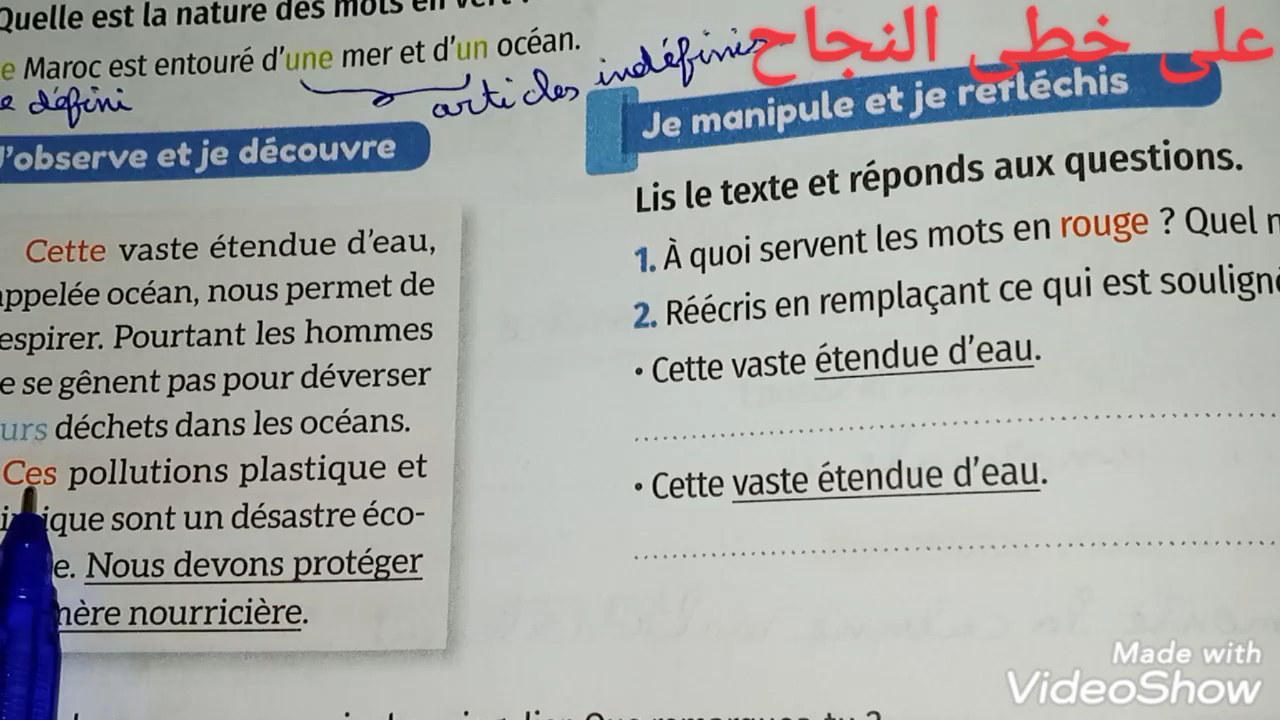 Quelle est la nature des mots en vert ?
e Maroc est entouré d'une mer et d'un océan.
e défini
articles indéfinis
على خطى النجاح
J'observe et je découvre
Cette vaste étendue d'eau,
appelée océan, nous permet de
espirer. Pourtant les hommes
e se gênent pas pour déverser
urs déchets dans les océans.
Ces pollutions plastique et
ique sont un désastre éco-
e. Nous devons protéger
mère nourricière.
Je manipule et je refléchis
Lis le texte et réponds aux questions.
1. À quoi servent les mots en rouge ? Quel
2. Réécris en remplaçant ce qui est souligné
• Cette vaste étendue d'eau.
• Cette vaste étendue d'eau.
Made with
VideoShow